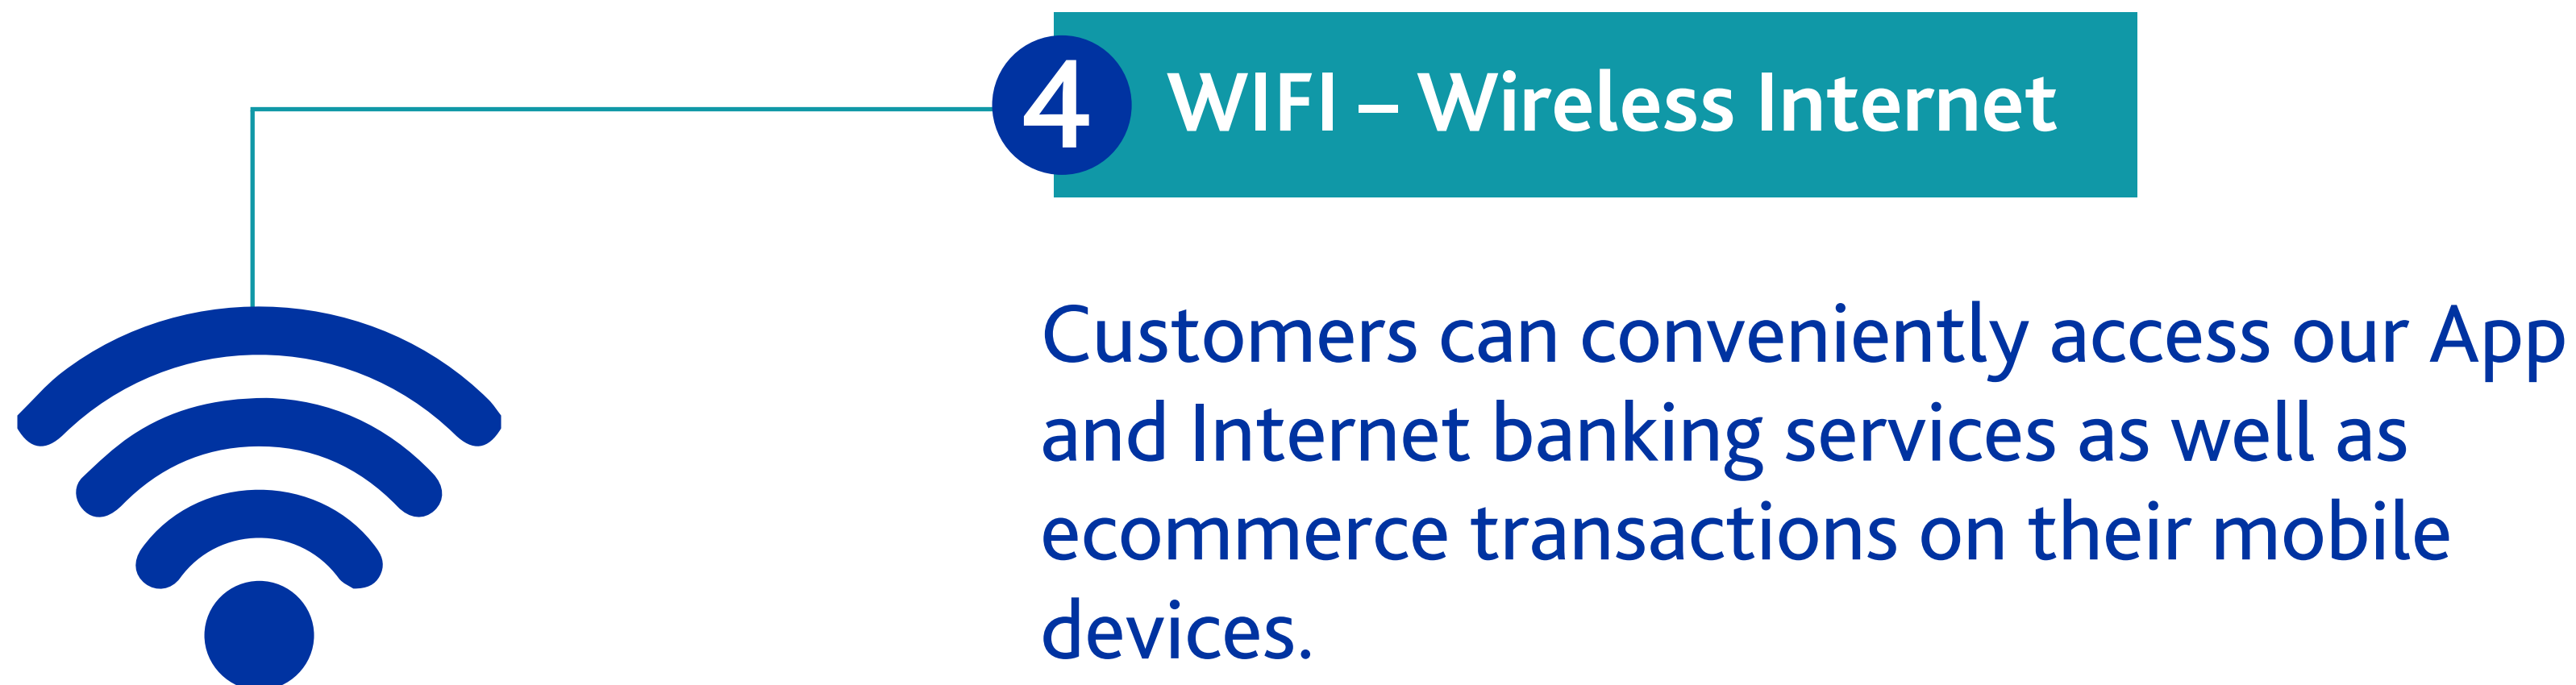 4 WIFI – Wireless Internet
Customers can conveniently access our App
and Internet banking services as well as
ecommerce transactions on their mobile
devices.